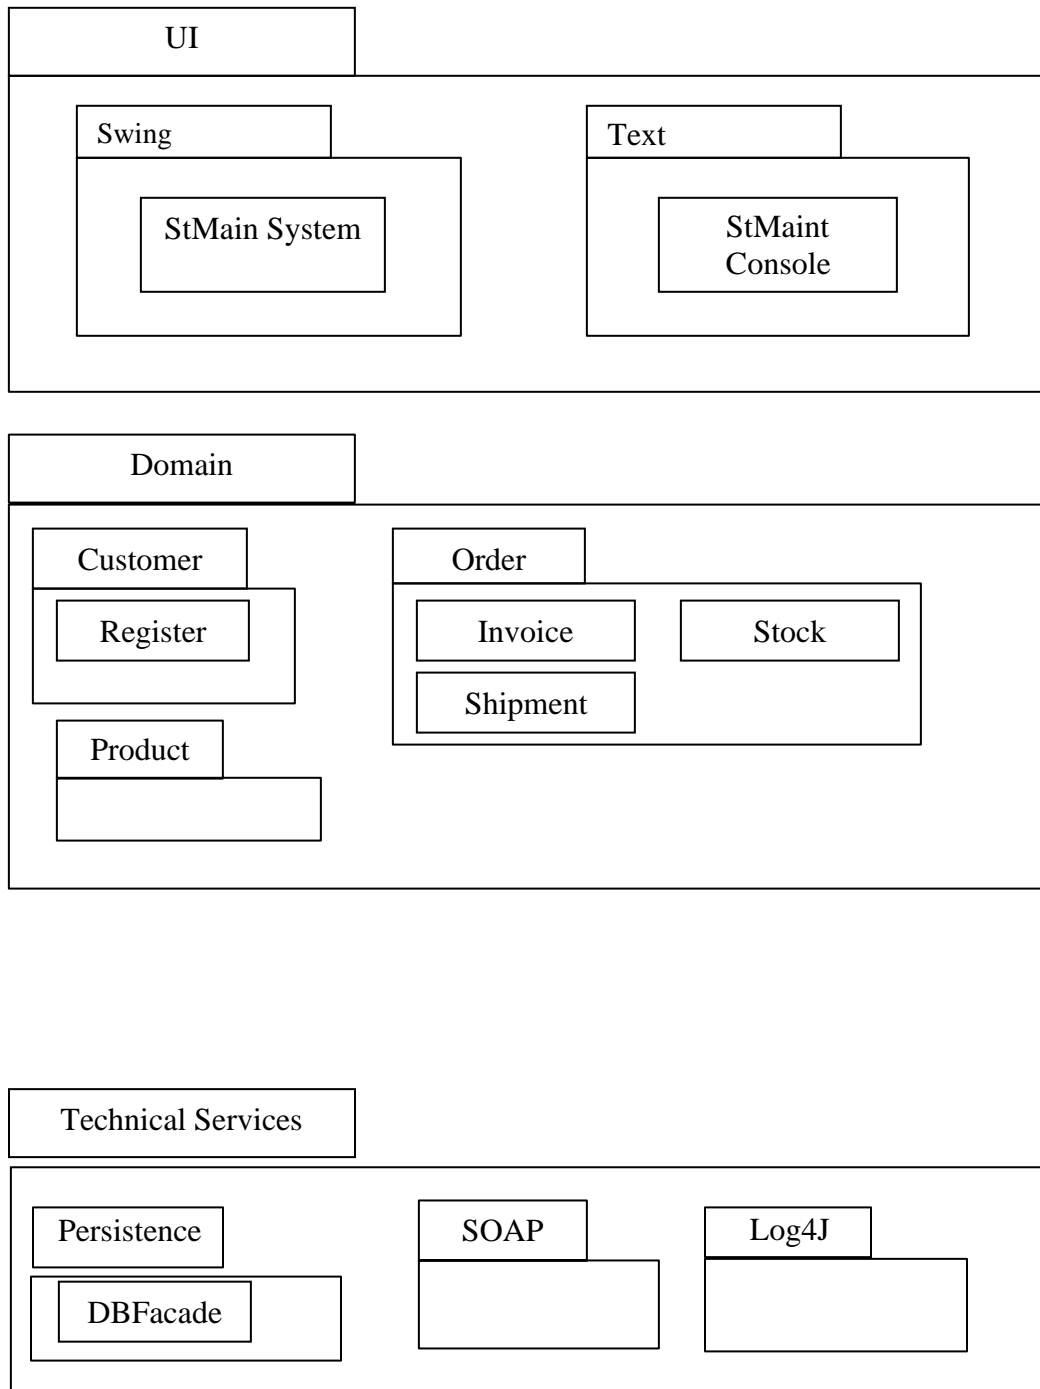 UI
Swing
Text
StMain System
StMaint
Console
Domain
Customer
Order
Register
Invoice
Stock
Shipment
Product
Technical Services
Persistence
SOAP
Log4J
DBFacade